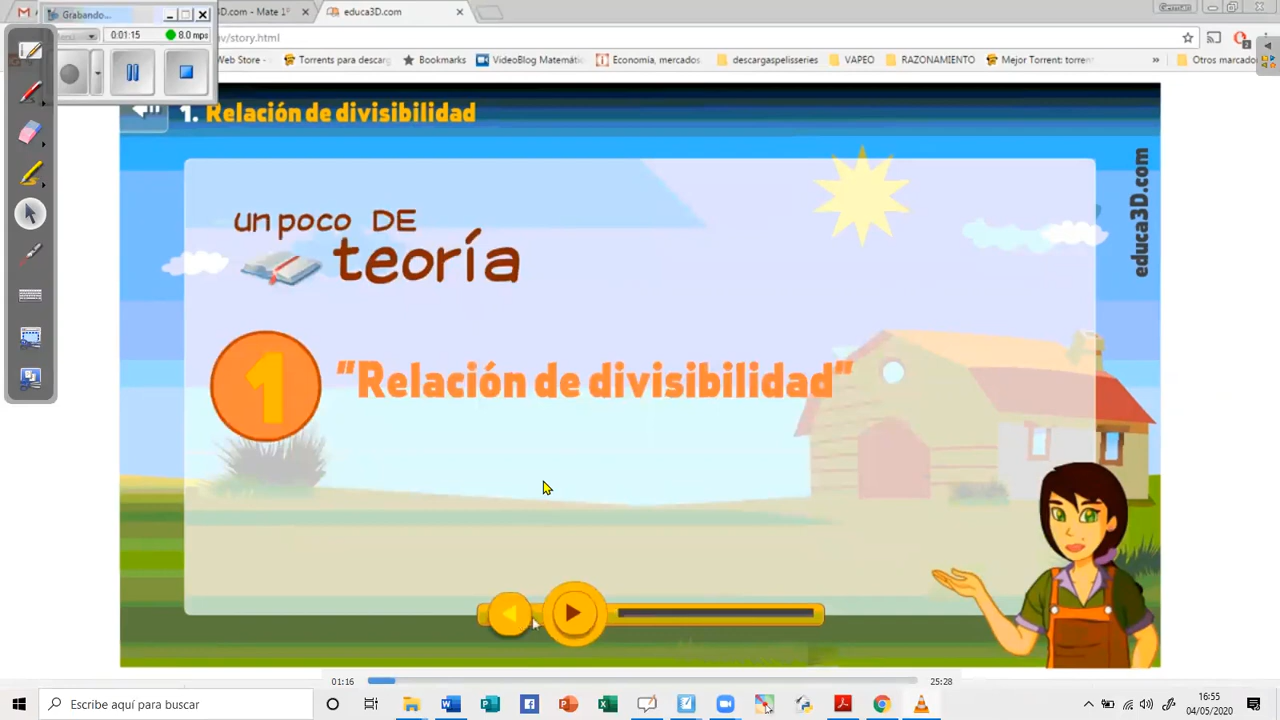 Grabando...
D.com - Mate 1º
educa3D.com
German
0:01:15
8.0 mps
v/story.html
Web Store
Torrents para descarg
Bookmarks
VideoBlog Matemátic
Economía, mercados.
descargaspelisseries
VAPEO
RAZONAMIENTO
Mejor Torrent: torrent
»
Otros marcado
1. Relación de divisibilidad
educa3D.com
un poco DE
teoría
1
"Relación de divisibilidad"
01:16
25:28
Escribe aquí para buscar
16:55
04/05/2020